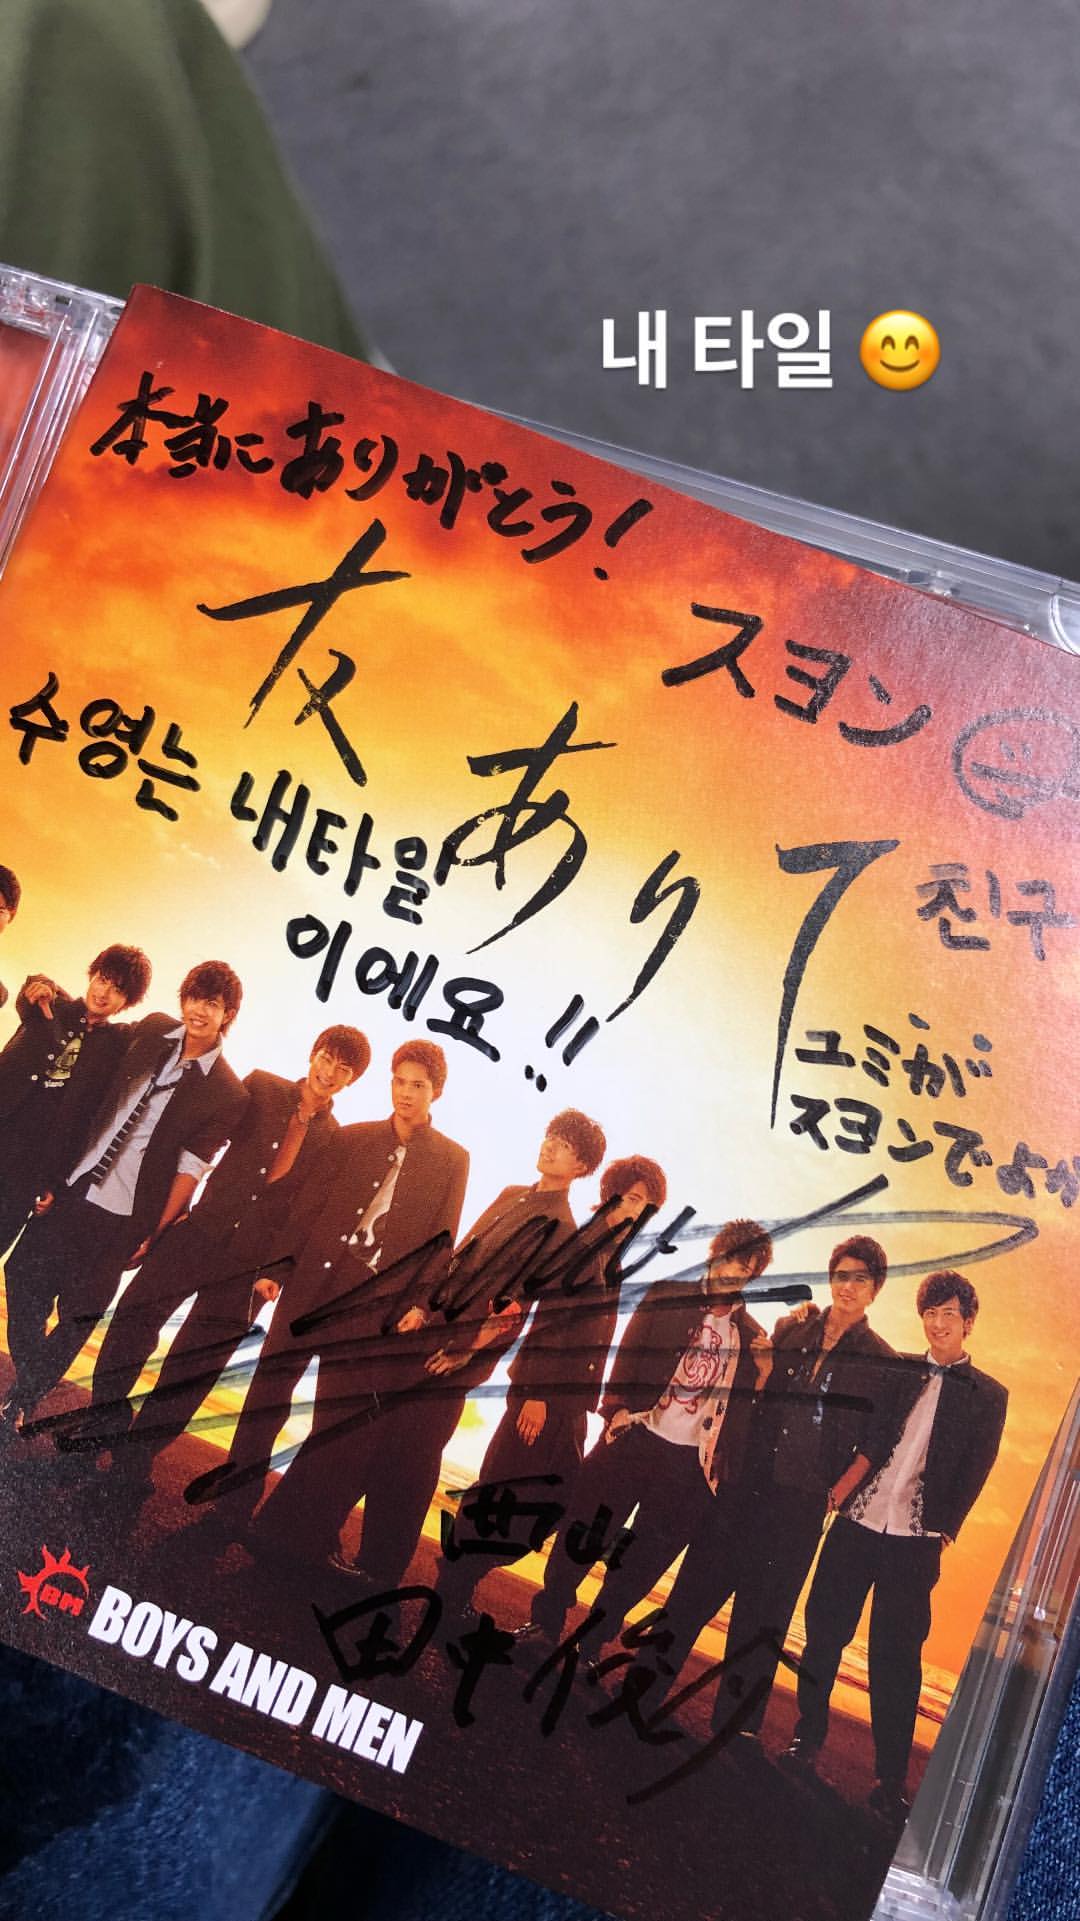 내 타일 😊
本当にありがとう!
スヨン
友ありて
수영는 내타일
이에요!!
친구
ユミが
スヨンでよか
西山
田中俊介
BOYS AND MEN